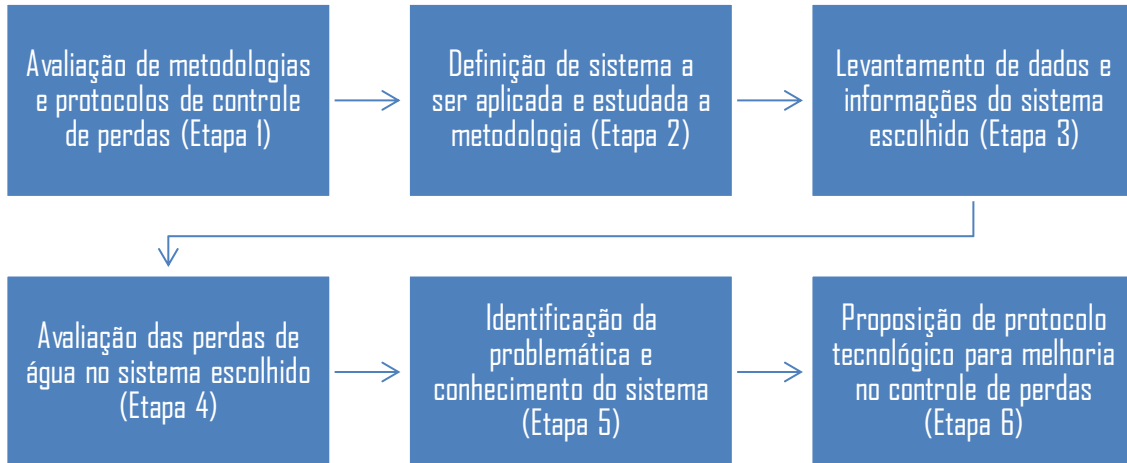 Avaliação de metodologias
e protocolos de controle
de perdas (Etapa 1)
Definição de sistema a
ser aplicada e estudada a
metodologia (Etapa 2)
Levantamento de dados e
informações do sistema
escolhido (Etapa 3)
Avaliação das perdas de
água no sistema escolhido
(Etapa 4)
Identificação da
problemática e
conhecimento do sistema
(Etapa 5)
Proposição de protocolo
tecnológico para melhoria
no controle de perdas
(Etapa 6)